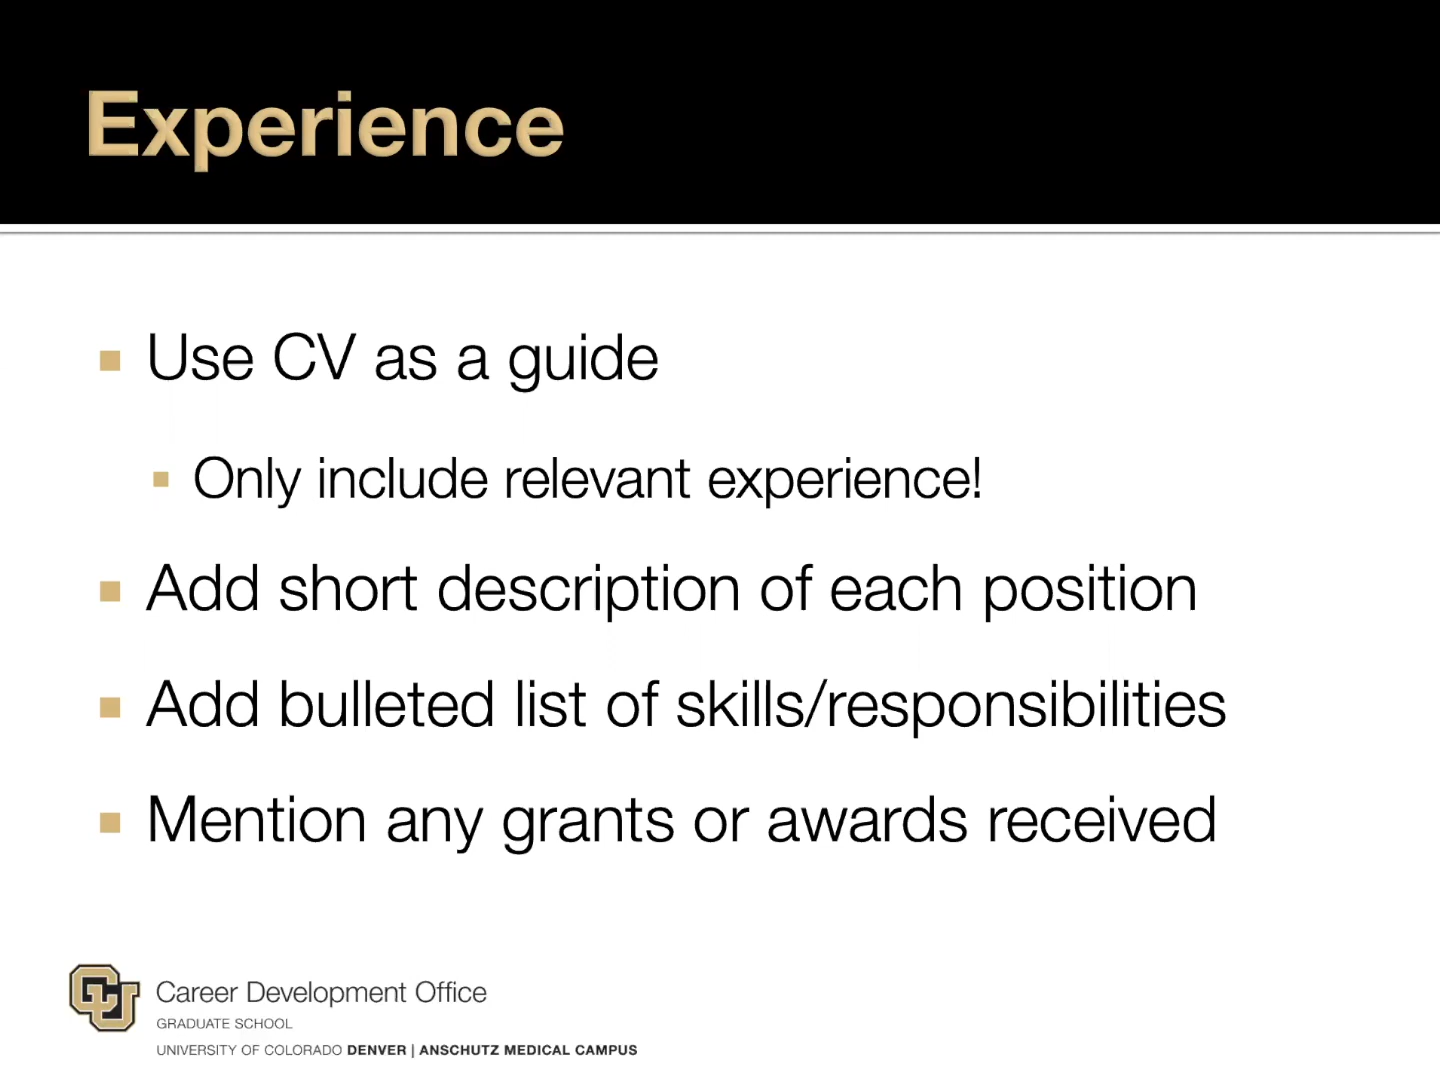 Experience
Use CV as a guide
Only include relevant experience!
Add short description of each position
Add bulleted list of skills/responsibilities
Mention any grants or awards received
CU
Career Development Office
GRADUATE SCHOOL
UNIVERSITY OF COLORADO DENVER | ANSCHUTZ MEDICAL CAMPUS